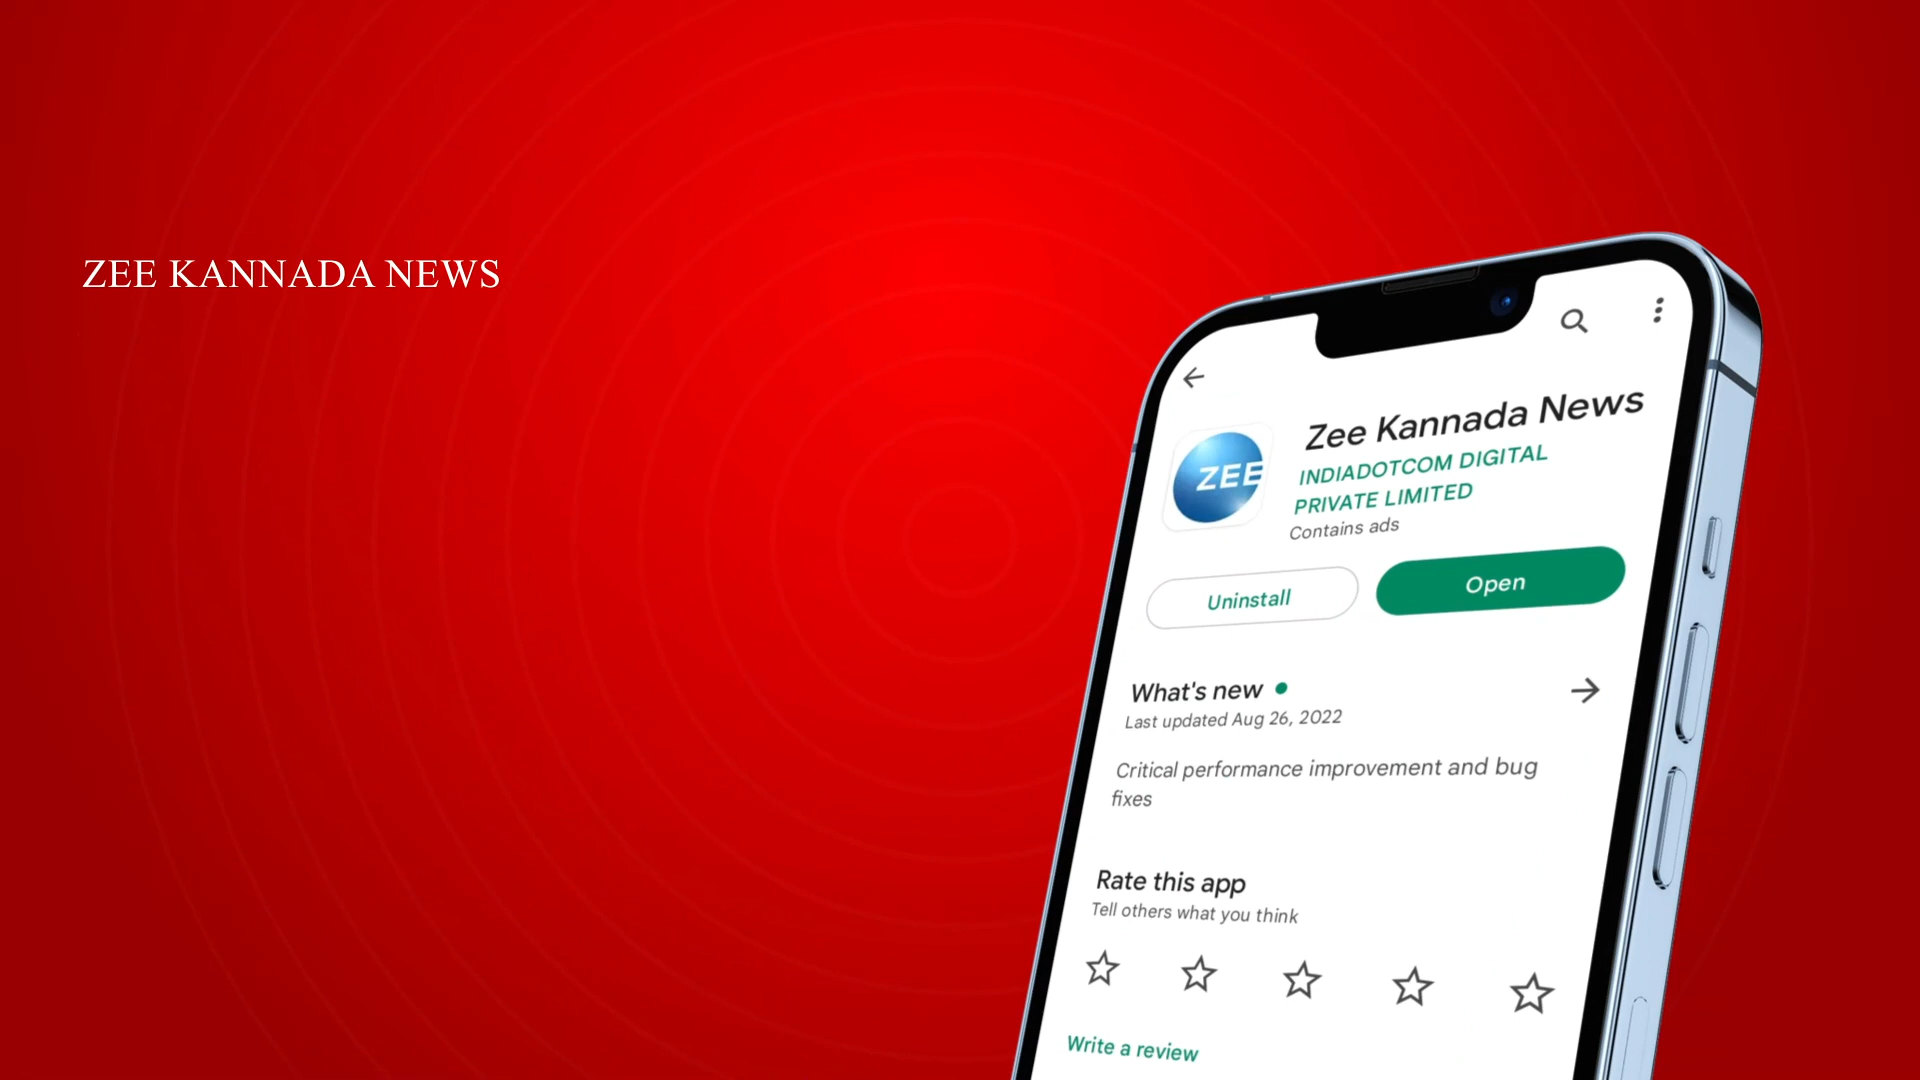 ZEE KANNADA NEWS
Zee Kannada News
ZEE
INDIADOTCOM DIGITAL
PRIVATE LIMITED
Contains ads
Uninstall
Open
What's new
Last updated Aug 26, 2022
Critical performance improvement and bug
fixes
Rate this app
Tell others what you think
Write a review